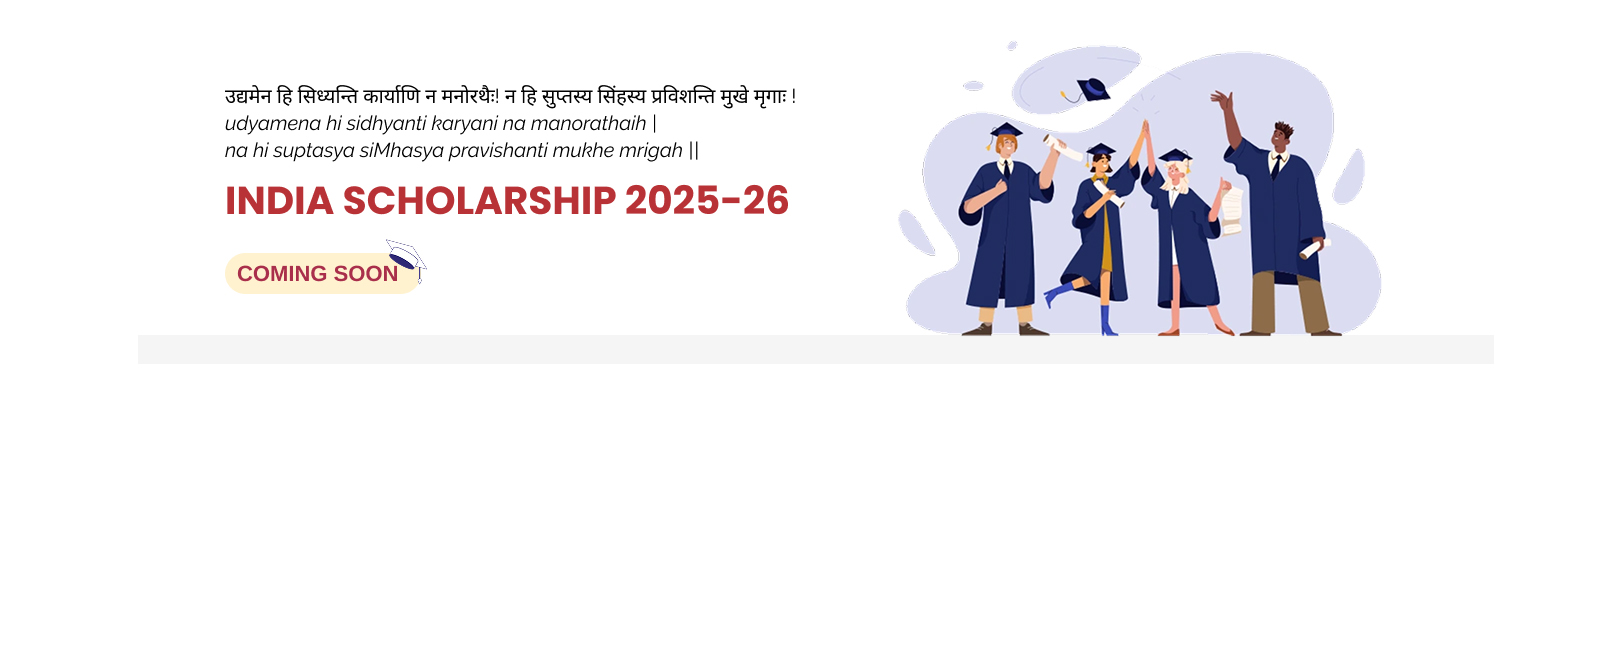 उद्यमेन हि सिध्यन्ति कार्याणि न मनोरथैः! न हि सुप्तस्य सिंहस्य प्रविशन्ति मुखे मृगाः !
udyamena hi sidhyanti karyani na manorathaih |
na hi suptasya siMhasya pravishanti mukhe mrigah ||
INDIA SCHOLARSHIP 2025-26
COMING SOON